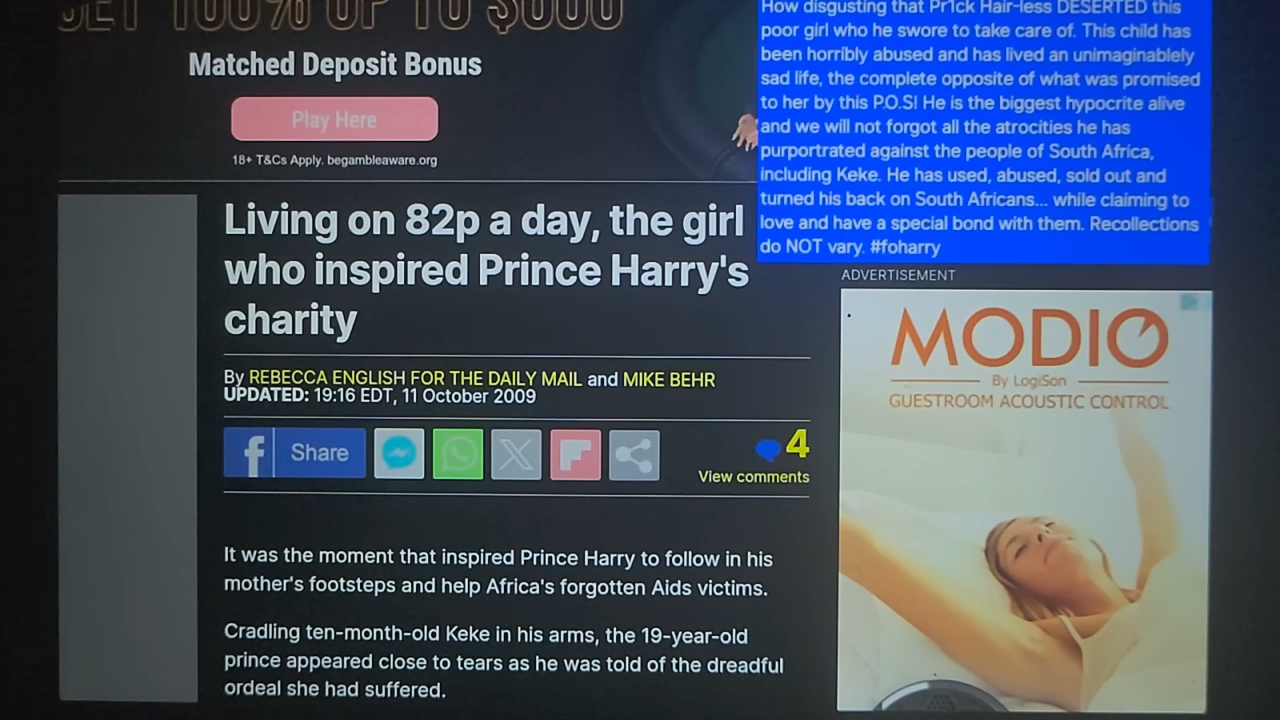 GET 100% UP TO $600
Matched Deposit Bonus
Play Here
18+ T&Cs Apply. begambleaware.org
How disgusting that Pr1ck Hair-less DESERTED this
poor girl who he swore to take care of. This child has
been horribly abused and has lived an unimaginablely
sad life, the complete opposite of what was promised
to her by this P.O.S! He is the biggest hypocrite alive
and we will not forgot all the atrocities he has
purportrated against the people of South Africa,
including Keke. He has used, abused, sold out and
turned his back on South Africans... while claiming to
love and have a special bond with them. Recollections
do NOT vary. #foharry
Living on 82p a day, the girl
who inspired Prince Harry's
charity
By REBECCA ENGLISH FOR THE DAILY MAIL and MIKE BEHR
UPDATED: 19:16 EDT, 11 October 2009
f Share
4
View comments
It was the moment that inspired Prince Harry to follow in his
mother's footsteps and help Africa's forgotten Aids victims.
Cradling ten-month-old Keke in his arms, the 19-year-old
prince appeared close to tears as he was told of the dreadful
ordeal she had suffered.
ADVERTISEMENT
MODIO
By LogiSon
GUESTROOM ACOUSTIC CONTROL